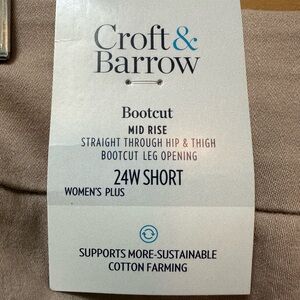 Croft&
Barrow
Bootcut
MID RISE
STRAIGHT THROUGH HIP & THIGH
BOOTCUT LEG OPENING
24W SHORT
WOMEN'S PLUS
SUPPORTS MORE-SUSTAINABLE
COTTON FARMING